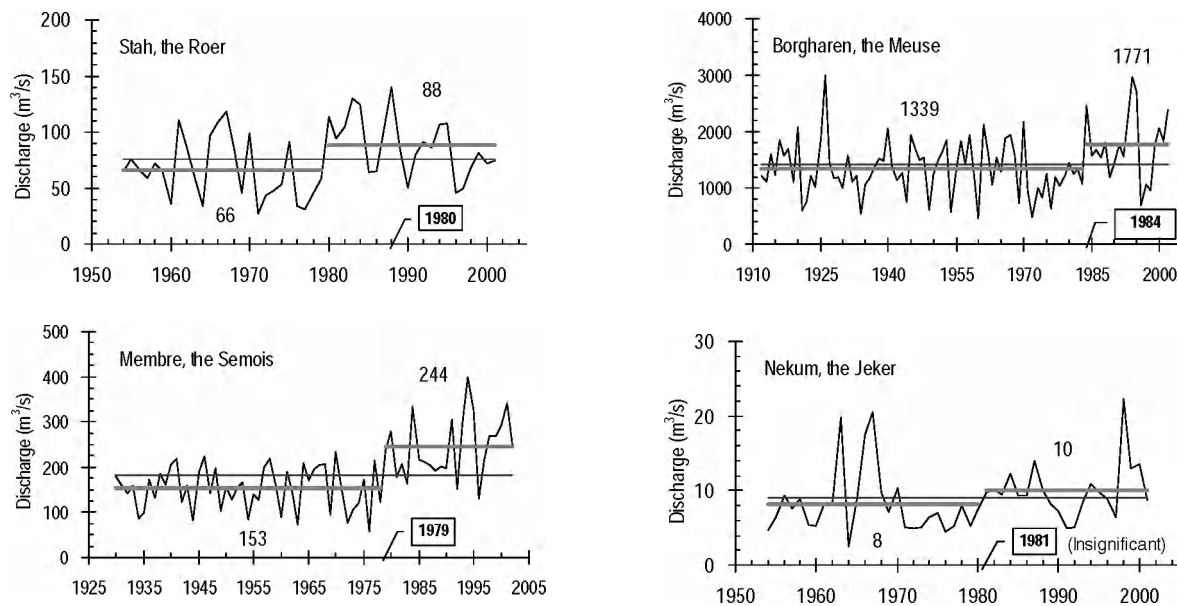 Stah, the Roer
Discharge (m³/s)
200
150
100
50
0
88
66
1980
1950 1960 1970 1980 1990 2000
Borgharen, the Meuse
Discharge (m³/s)
4000
3000
2000
1000
0
1771
1339
1984
1910 1925 1940 1955 1970 1985 2000
Membre, the Semois
Discharge (m³/s)
500
400
300
200
100
0
244
153
1979
1925 1935 1945 1955 1965 1975 1985 1995 2005
Nekum, the Jeker
Discharge (m³/s)
30
20
10
0
10
8
1981 (Insignificant)
1950 1960 1970 1980 1990 2000